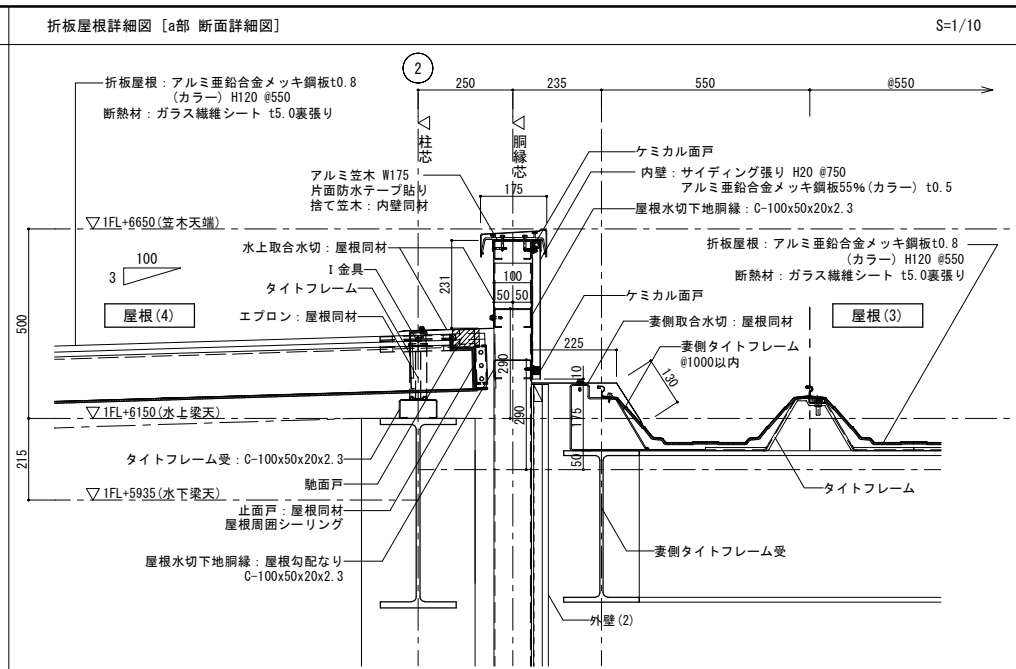 折板屋根詳細図 [a部 断面詳細図]
S=1/10
折板屋根：アルミ亜鉛合金メッキ鋼板t0.8
(カラー) H120 @550
断熱材：ガラス繊維シート t5.0裏張り
2
250
235
550
@550
柱芯
胴縁芯
アルミ笠木 W175
片面防水テープ貼り
捨て笠木：内壁同材
175
ケミカル面戸
内壁：サイディング張り H20 @750
アルミ亜鉛合金メッキ鋼板55%(カラー) t0.5
屋根水切下地胴縁：C-100x50x20x2.3
▽1FL+6650(笠木天端)
水上取合水切：屋根同材
折板屋根：アルミ亜鉛合金メッキ鋼板t0.8
(カラー) H120 @550
断熱材：ガラス繊維シート t5.0裏張り
100
3
I 金具
タイトフレーム
エプロン：屋根同材
231
100
50 50
ケミカル面戸
500
屋根(4)
妻側取合水切：屋根同材
屋根(3)
225
妻側タイトフレーム
@1000以内
290
10
130
290
175
▽1FL+6150(水上梁天)
215
タイトフレーム受：C-100x50x20x2.3
50
馳面戸
タイトフレーム
▽1FL+5935(水下梁天)
止面戸：屋根同材
屋根周囲シーリング
妻側タイトフレーム受
屋根水切下地胴縁：屋根勾配なり
C-100x50x20x2.3
外壁(2)